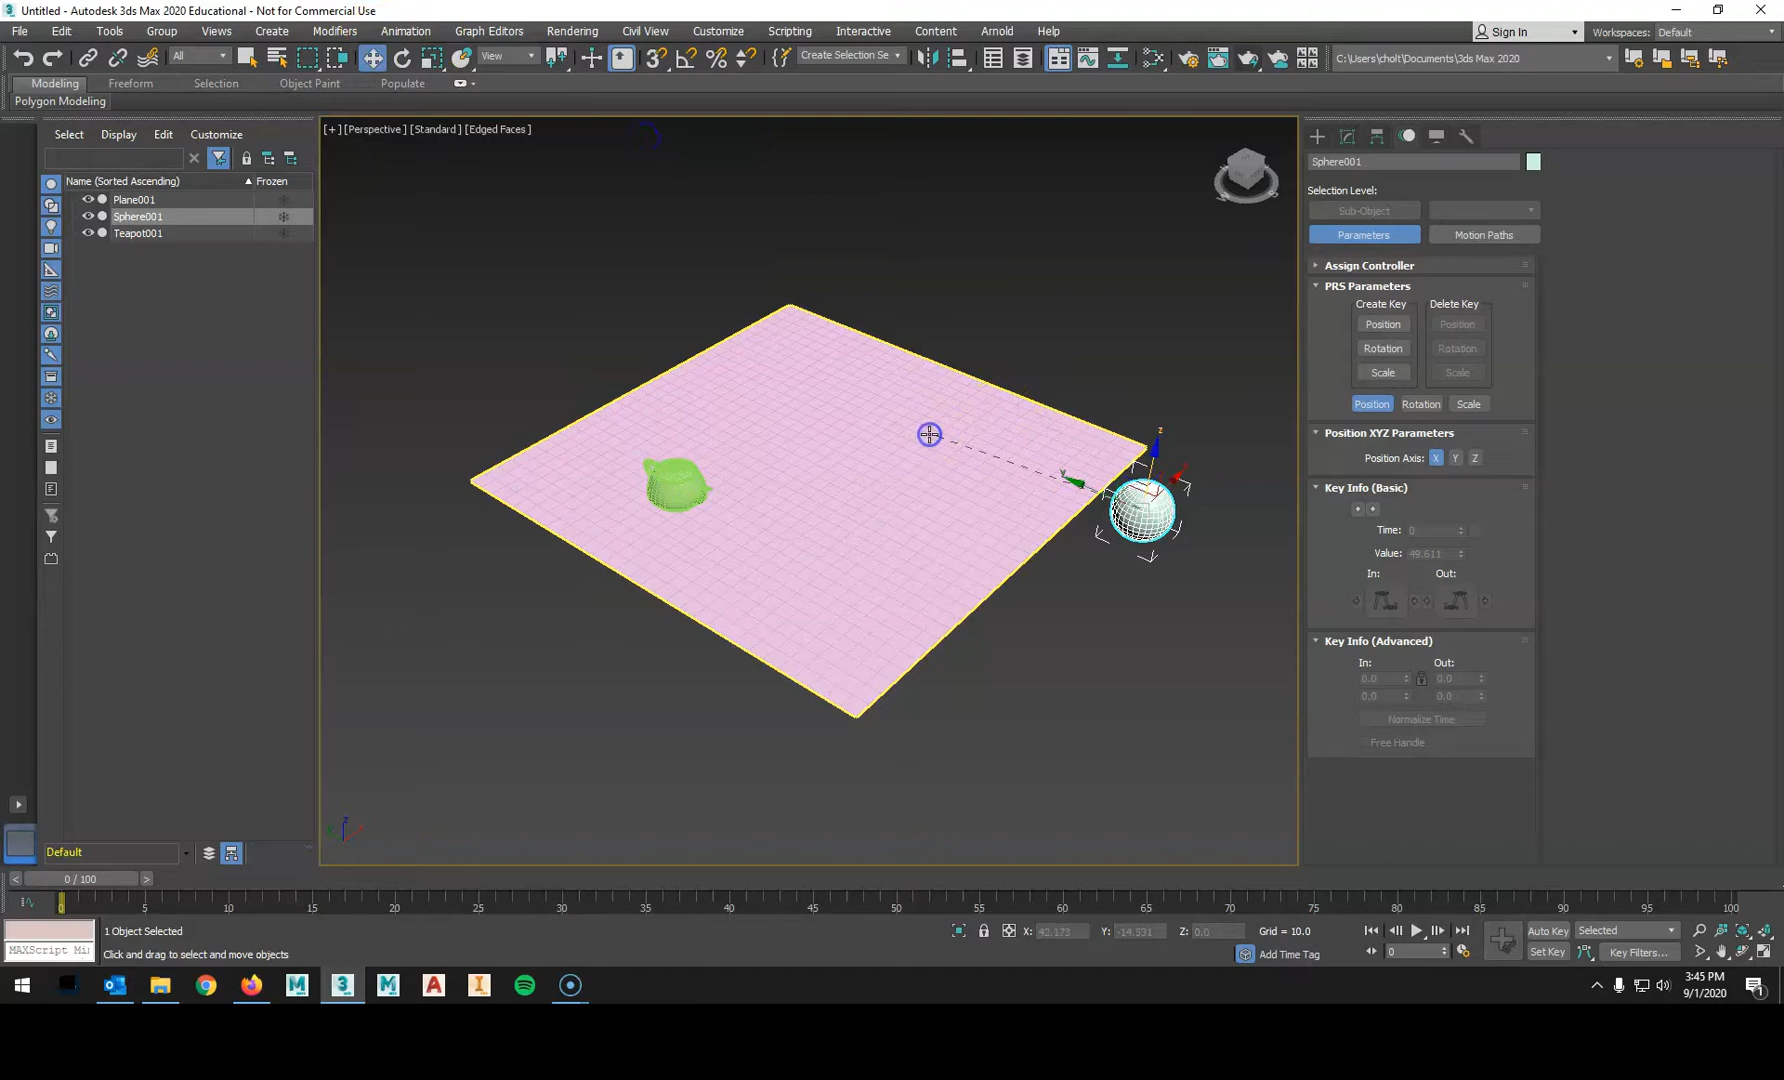 Untitled - Autodesk 3ds Max 2020 Educational - Not for Commercial Use
File Edit Tools Group Views Create Modifiers Animation Graph Editors Rendering Civil View Customize Scripting Interactive Content Arnold Help Sign In Workspaces: Default
All View Create Selection Se C:\Users\cholt\Documents\3ds Max 2020
Modeling Freeform Selection Object Paint Populate
Polygon Modeling
Select Display Edit Customize
[+] [Perspective ] [Standard ] [Edged Faces ]
Name (Sorted Ascending) Frozen
Plane001
Sphere001
Teapot001
Sphere001
Selection Level:
Sub-Object
Parameters Motion Paths
Assign Controller
PRS Parameters
Create Key Delete Key
Position Position
Rotation Rotation
Scale Scale
Position Rotation Scale
Position XYZ Parameters
Position Axis: X Y Z
Key Info (Basic)
Time: 0
Value: 49.611
In: Out:
Key Info (Advanced)
In: Out:
0.0 0.0
0.0 0.0
Normalize Time
Free Handle
z
y
z
Default
< 0 / 100 >
0 5 10 15 20 25 30 35 40 45 50 55 60 65 70 75 80 85 90 95 100
1 Object Selected X: 42.173 Y: -14.531 Z: 0.0 Grid = 10.0 Auto Key Selected
MAXScript Mi Click and drag to select and move objects Add Time Tag 0 Set Key Key Filters...
3:45 PM
9/1/2020
1